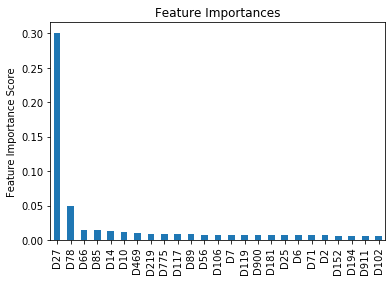 Feature Importances
Feature Importance Score
0.30
0.25
0.20
0.15
0.10
0.05
0.00
D27
D78
D66
D85
D14
D10
D469
D219
D775
D117
D89
D56
D106
D7
D119
D900
D181
D25
D6
D71
D2
D152
D194
D911
D102